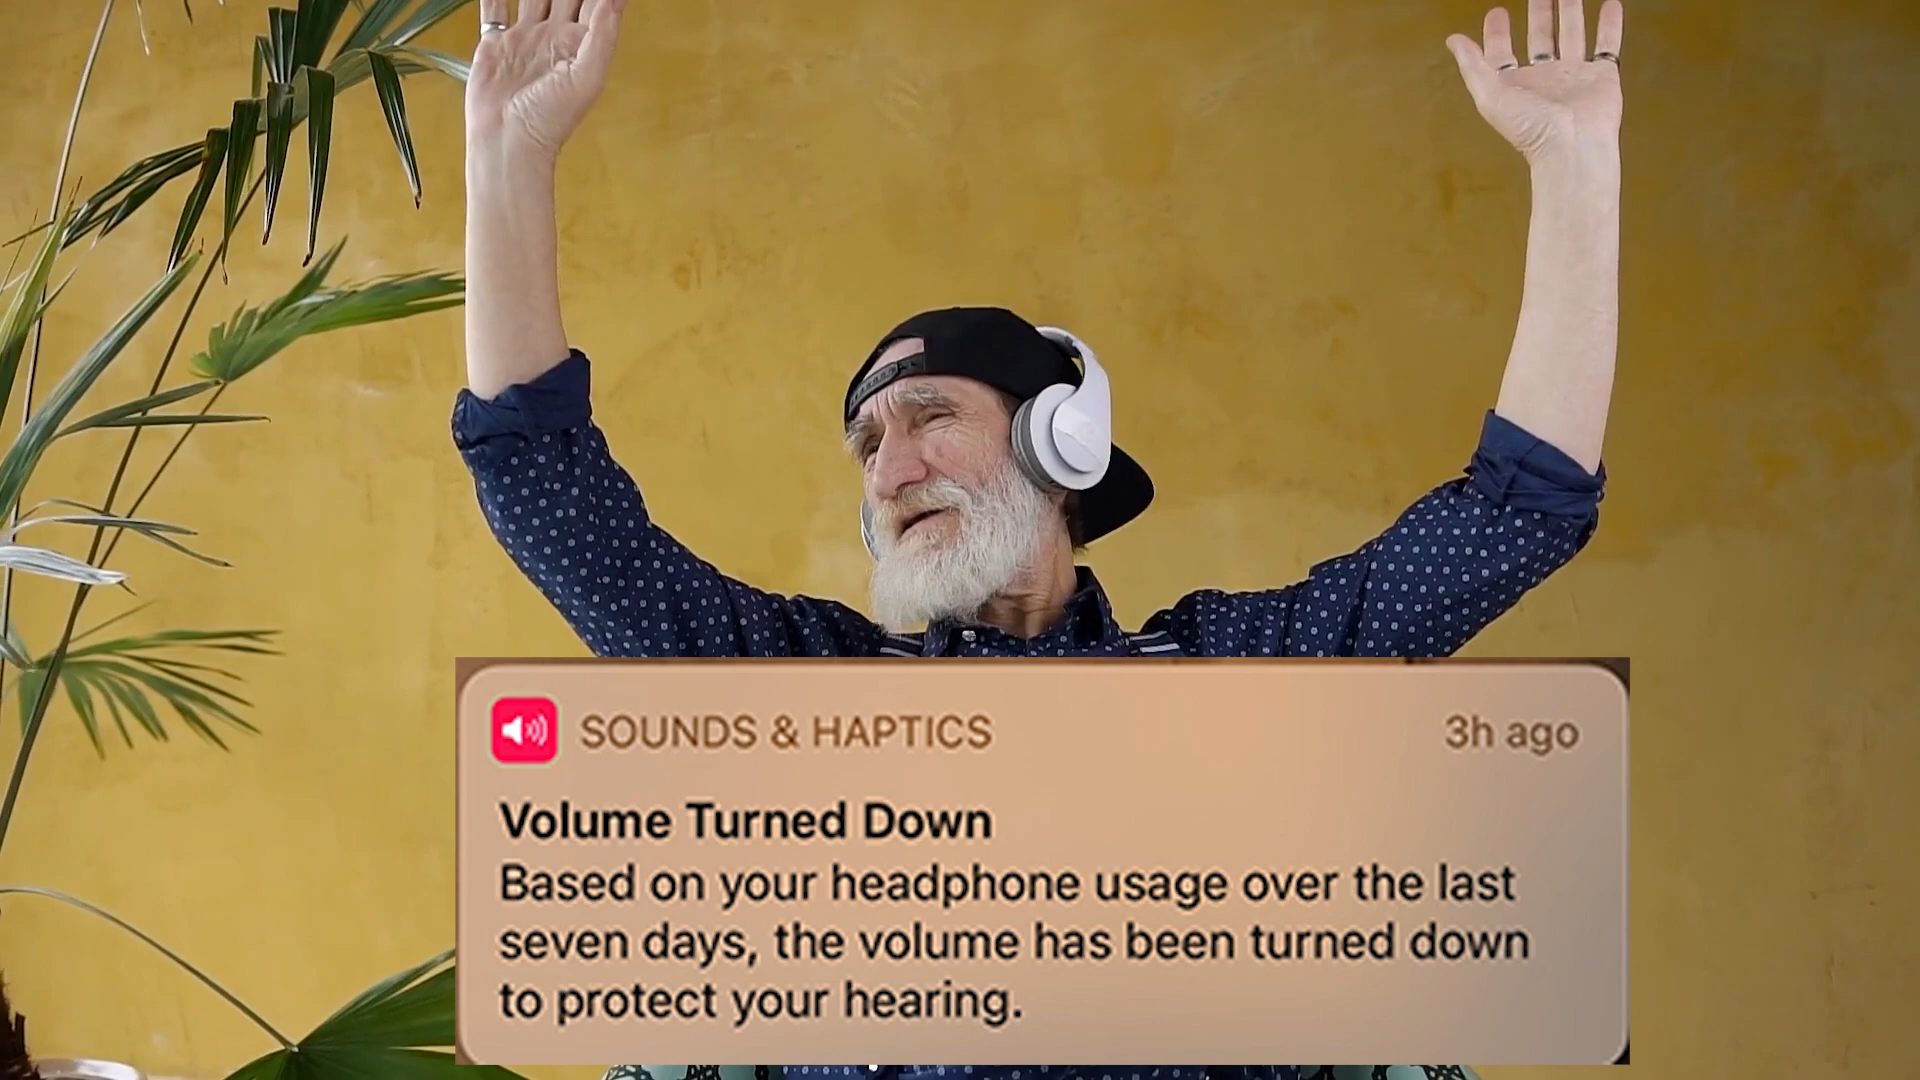 SOUNDS & HAPTICS 3h ago
Volume Turned Down
Based on your headphone usage over the last
seven days, the volume has been turned down
to protect your hearing.